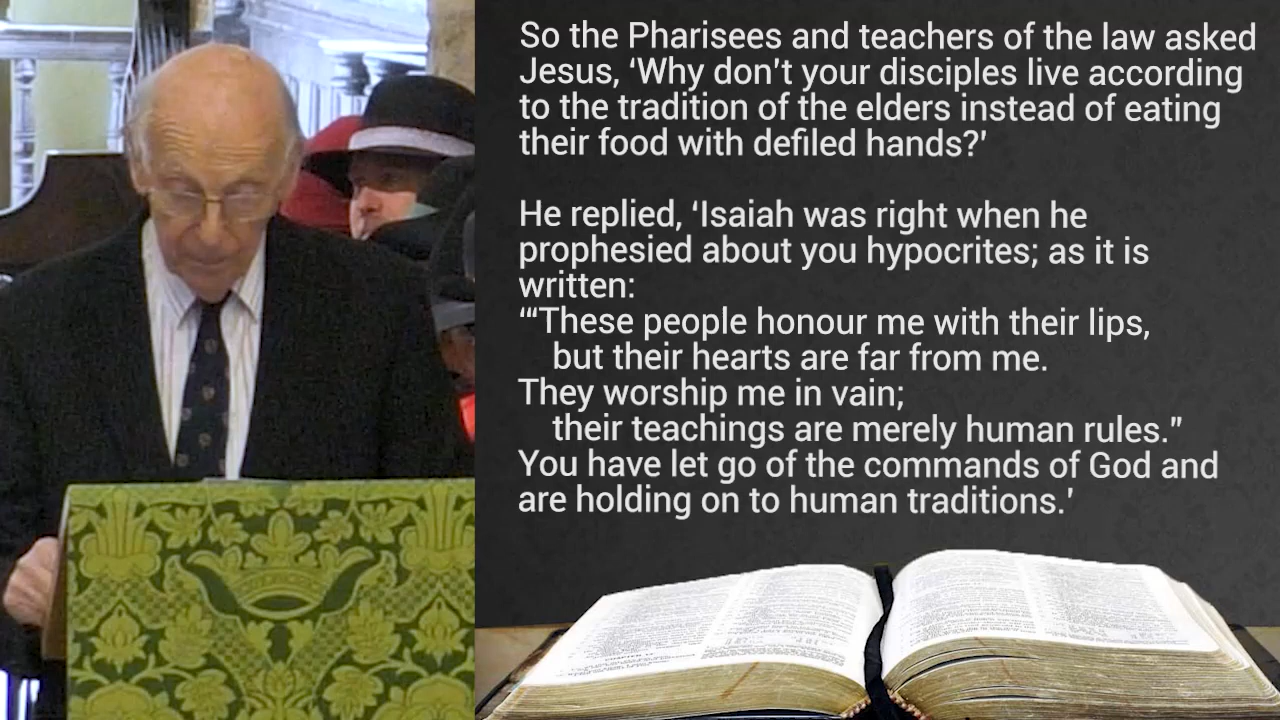 So the Pharisees and teachers of the law asked
Jesus, ‘Why don’t your disciples live according
to the tradition of the elders instead of eating
their food with defiled hands?’
He replied, ‘Isaiah was right when he
prophesied about you hypocrites; as it is
written:
“‘These people honour me with their lips,
but their hearts are far from me.
They worship me in vain;
their teachings are merely human rules.”
You have let go of the commands of God and
are holding on to human traditions.’